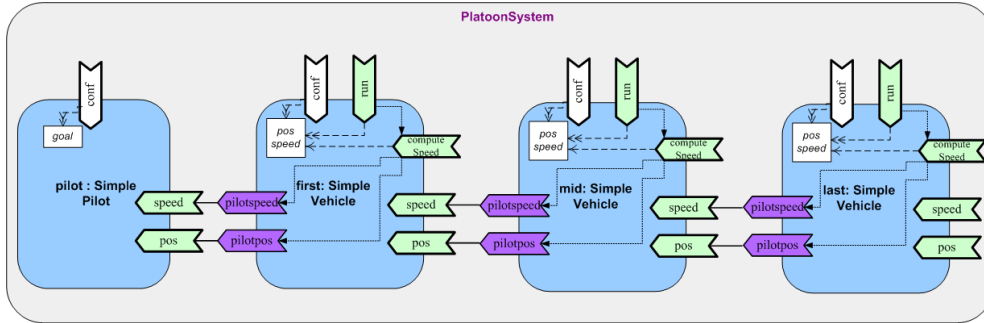 PlatoonSystem
conf
goal
pilot : Simple
Pilot
speed
pos
conf
run
pos
speed
compute
Speed
first: Simple
Vehicle
pilotspeed
pilotpos
speed
pos
conf
run
pos
speed
compute
Speed
mid: Simple
Vehicle
pilotspeed
pilotpos
speed
pos
conf
run
pos
speed
compute
Speed
last: Simple
Vehicle
pilotspeed
pilotpos
speed
pos